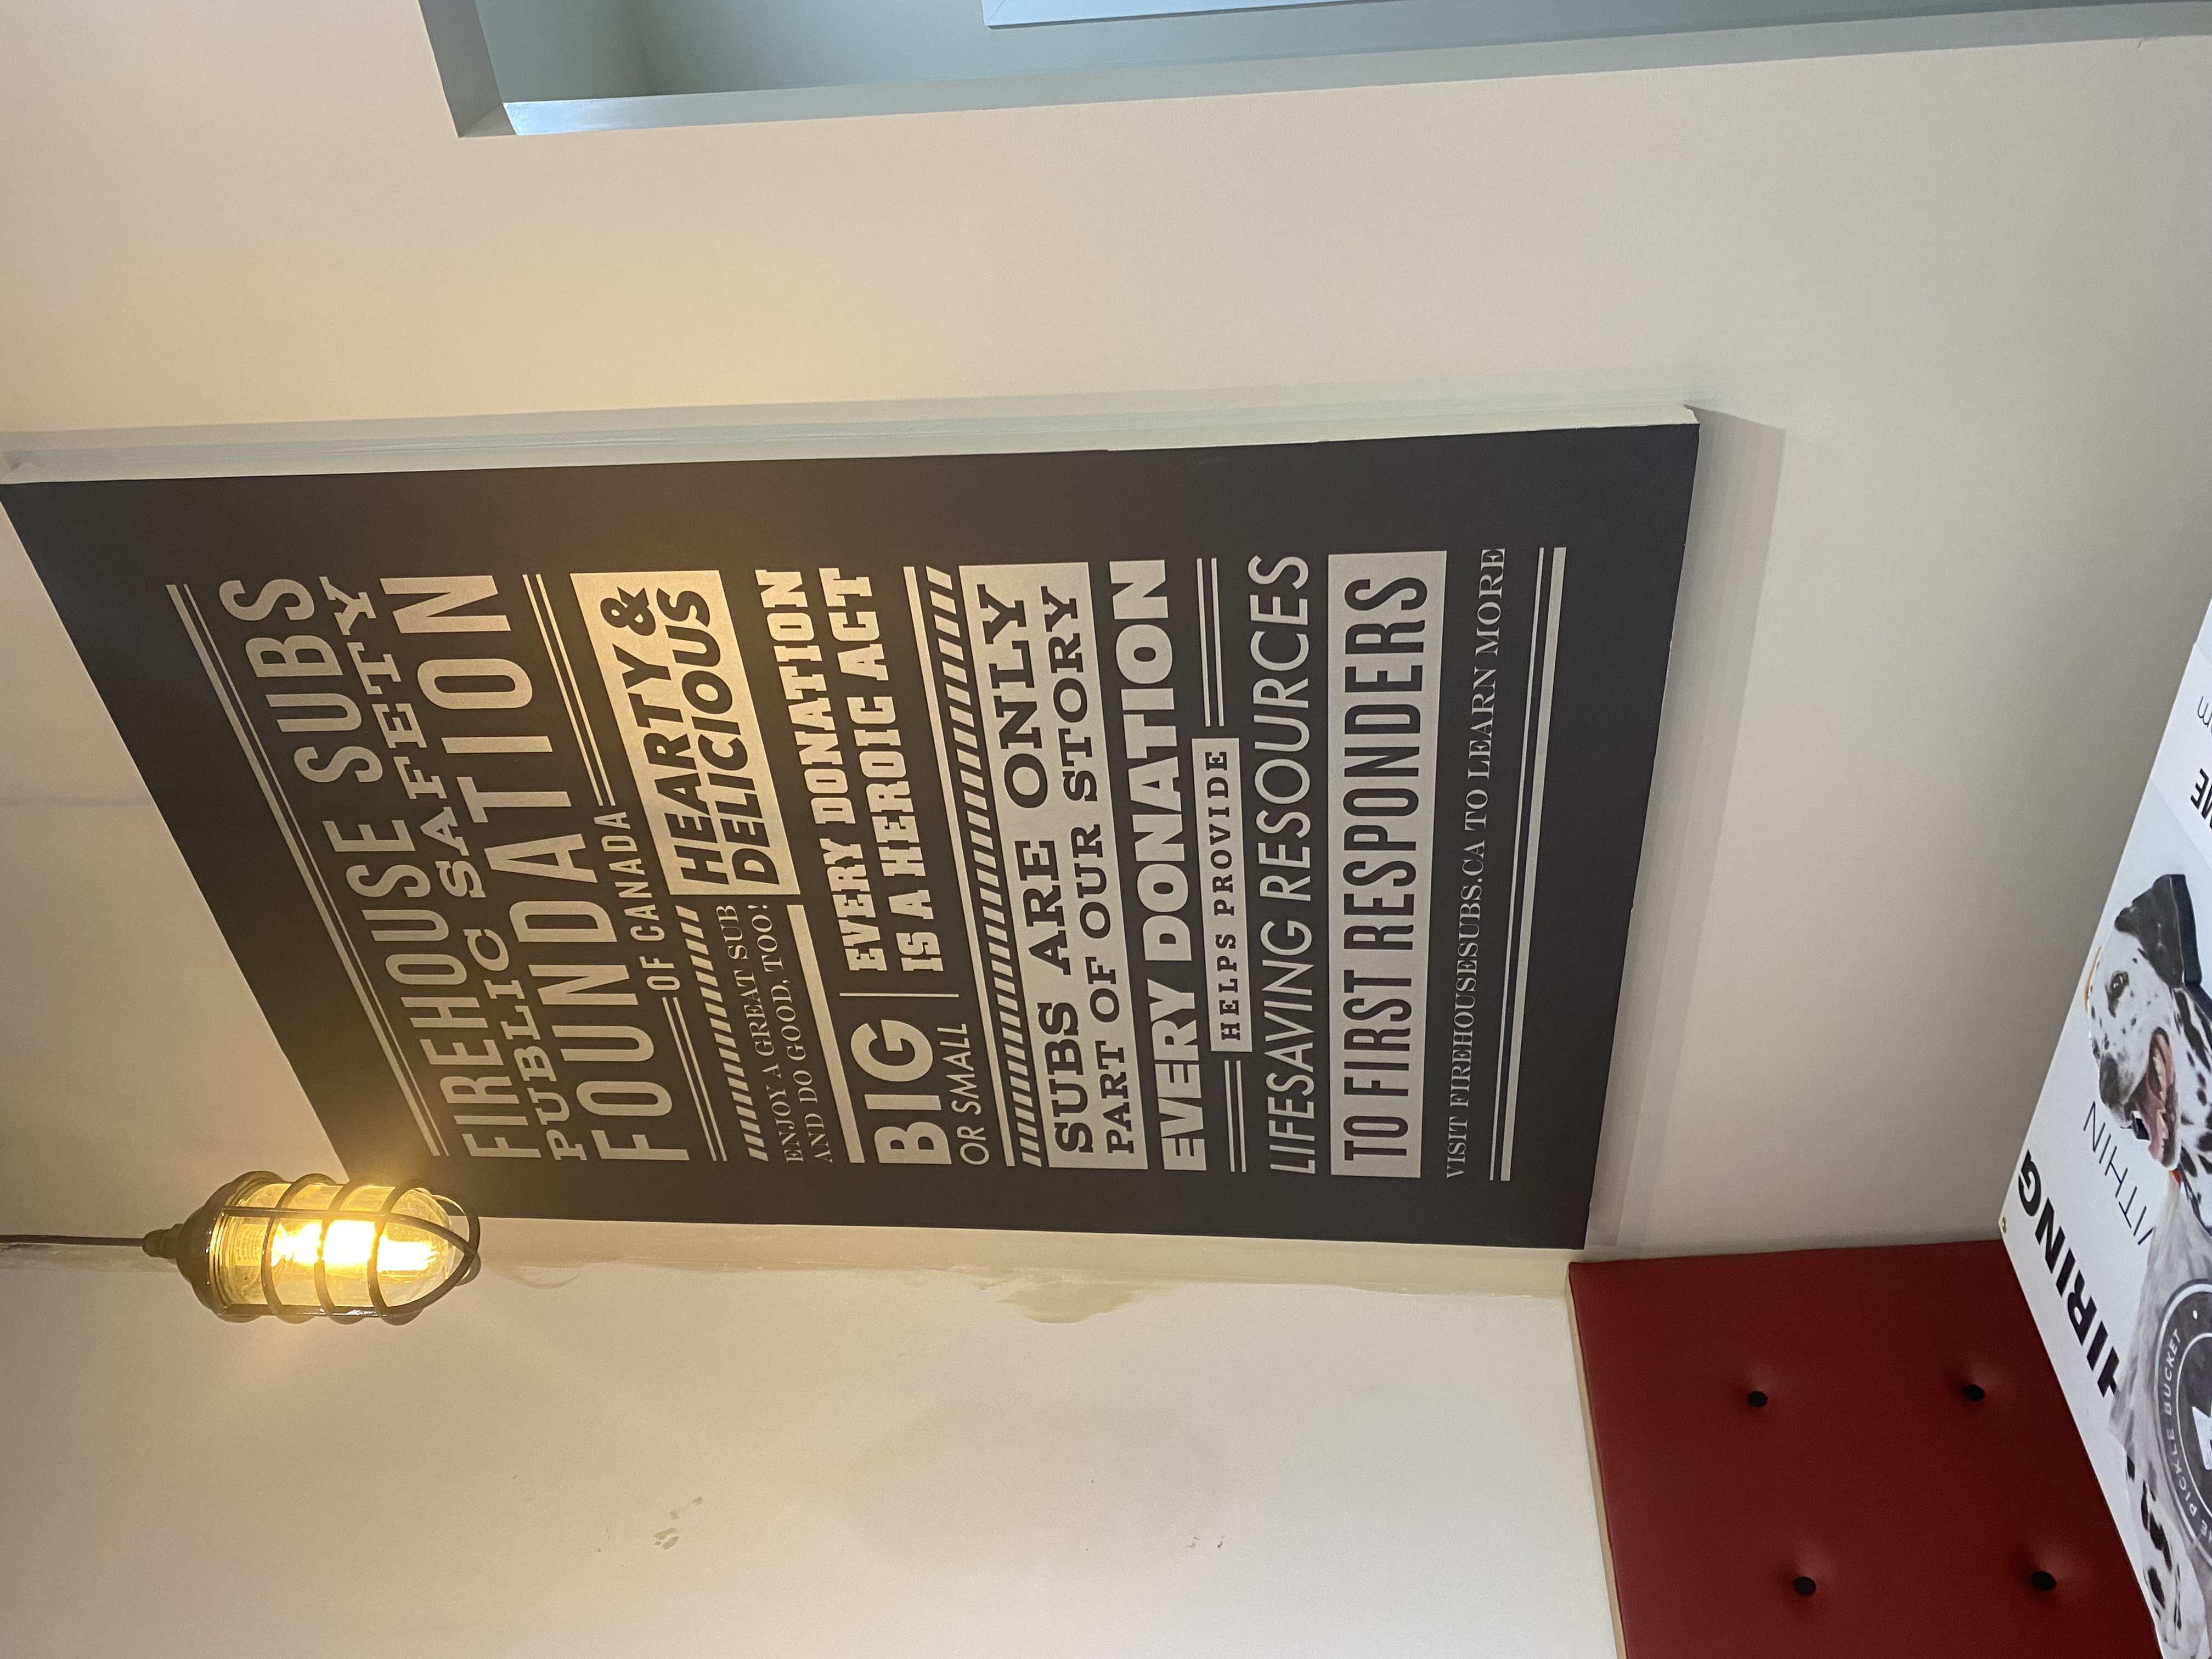 FIREHOUSE SUBS
PUBLIC SAFETY
FOUNDATION
OF CANADA
ENJOY A GREAT SUB
AND DO GOOD, TOO!
HEARTY &
DELICIOUS
BIG
OR SMALL
EVERY DONATION
IS A HEROIC ACT
SUBS ARE ONLY
PART OF OUR STORY
EVERY DONATION
HELPS PROVIDE
LIFESAVING RESOURCES
TO FIRST RESPONDERS
VISIT FIREHOUSESUBS.CA TO LEARN MORE
HIRING
WITHIN
PICKLE BUCKET